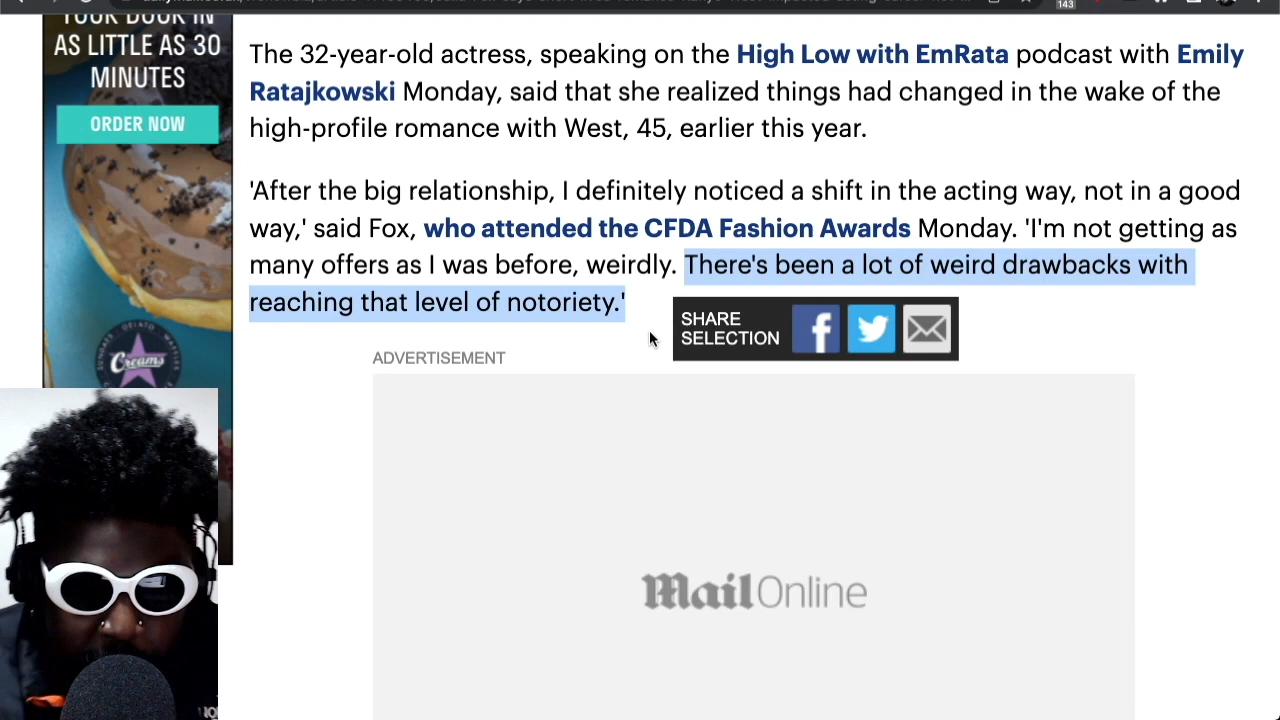 143
YOUR DOOR IN
AS LITTLE AS 30
MINUTES
ORDER NOW
Creams
The 32-year-old actress, speaking on the High Low with EmRata podcast with Emily
Ratajkowski Monday, said that she realized things had changed in the wake of the
high-profile romance with West, 45, earlier this year.
'After the big relationship, I definitely noticed a shift in the acting way, not in a good
way,' said Fox, who attended the CFDA Fashion Awards Monday. 'I'm not getting as
many offers as I was before, weirdly. There's been a lot of weird drawbacks with
reaching that level of notoriety.'
SHARE
SELECTION
ADVERTISEMENT
MailOnline